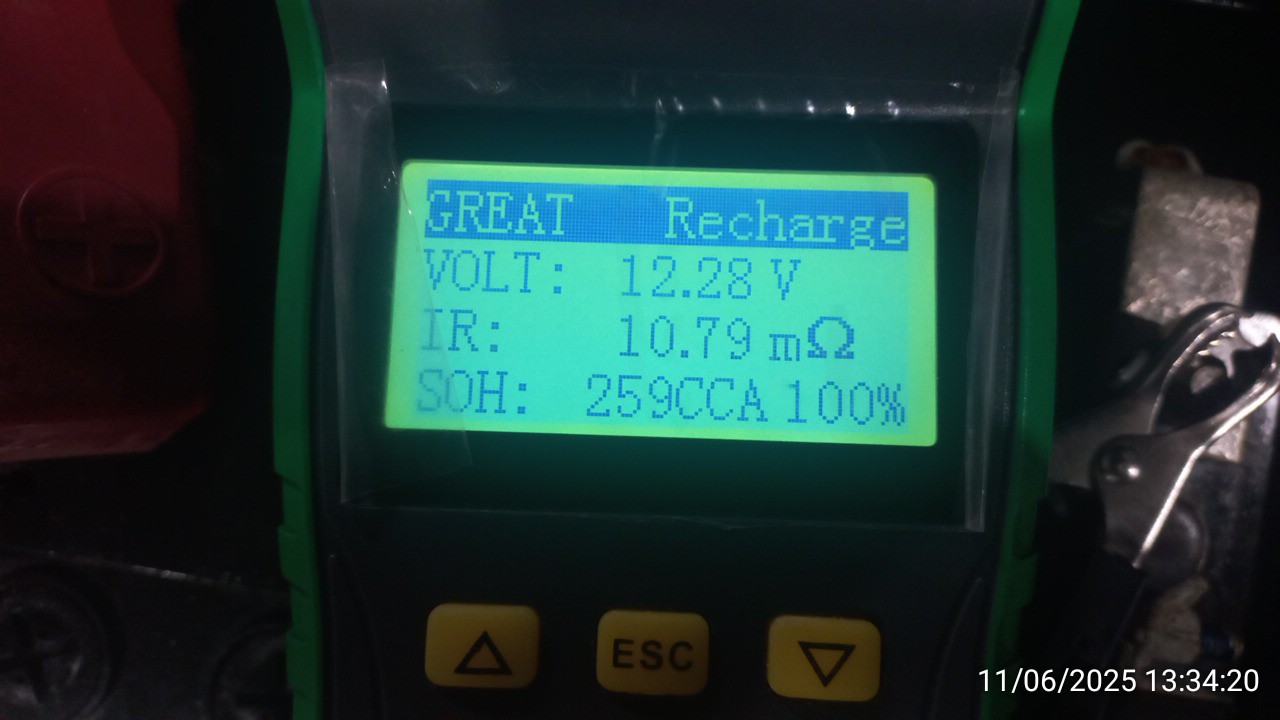 GREAT Recharge
VOLT: 12.28 V
IR: 10.79 mΩ
SOH: 259CCA 100%
ESC
11/06/2025 13:34:20